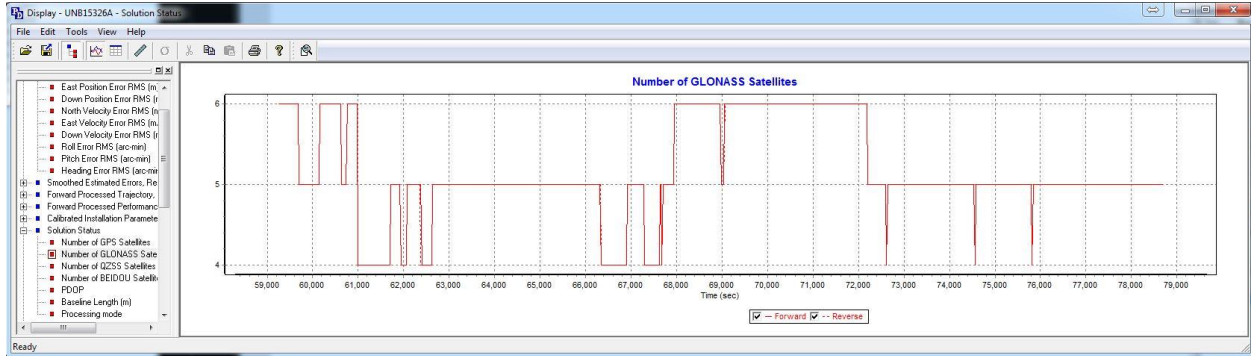 Display - UNB15326A - Solution Status
File Edit Tools View Help
East Position Error RMS (m
Down Position Error RMS (r
North Velocity Error RMS (n
East Velocity Error RMS (m.
Down Velocity Error RMS (r
Roll Error RMS (arc-min)
Pitch Error RMS (arc-min)
Heading Error RMS (arc-min
Smoothed Estimated Errors, Re
Forward Processed Trajectory,
Forward Processed Performanc
Calibrated Installation Paramete
Solution Status
Number of GPS Satellites
Number of GLONASS Sate
Number of QZSS Satellites
Number of BEIDOU Satellite
PDOP
Baseline Length (m)
Processing mode
Number of GLONASS Satellites
6
5
4
59,000 60,000 61,000 62,000 63,000 64,000 65,000 66,000 67,000 68,000 69,000 70,000 71,000 72,000 73,000 74,000 75,000 76,000 77,000 78,000 79,000
Time (sec)
Forward Reverse
Ready